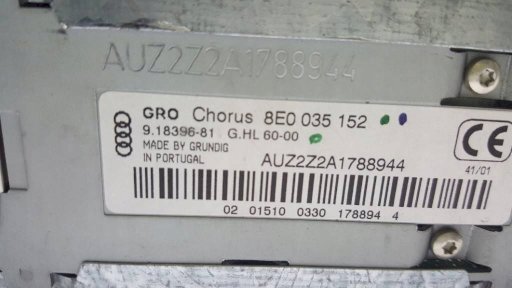 AUZ2Z2A1788944
GRO Chorus 8E0 035 152
9.18396-81 G.HL 60-00
MADE BY GRUNDIG
IN PORTUGAL
AUZ2Z2A1788944
CE
41/01
02 01510 0330 178894 4